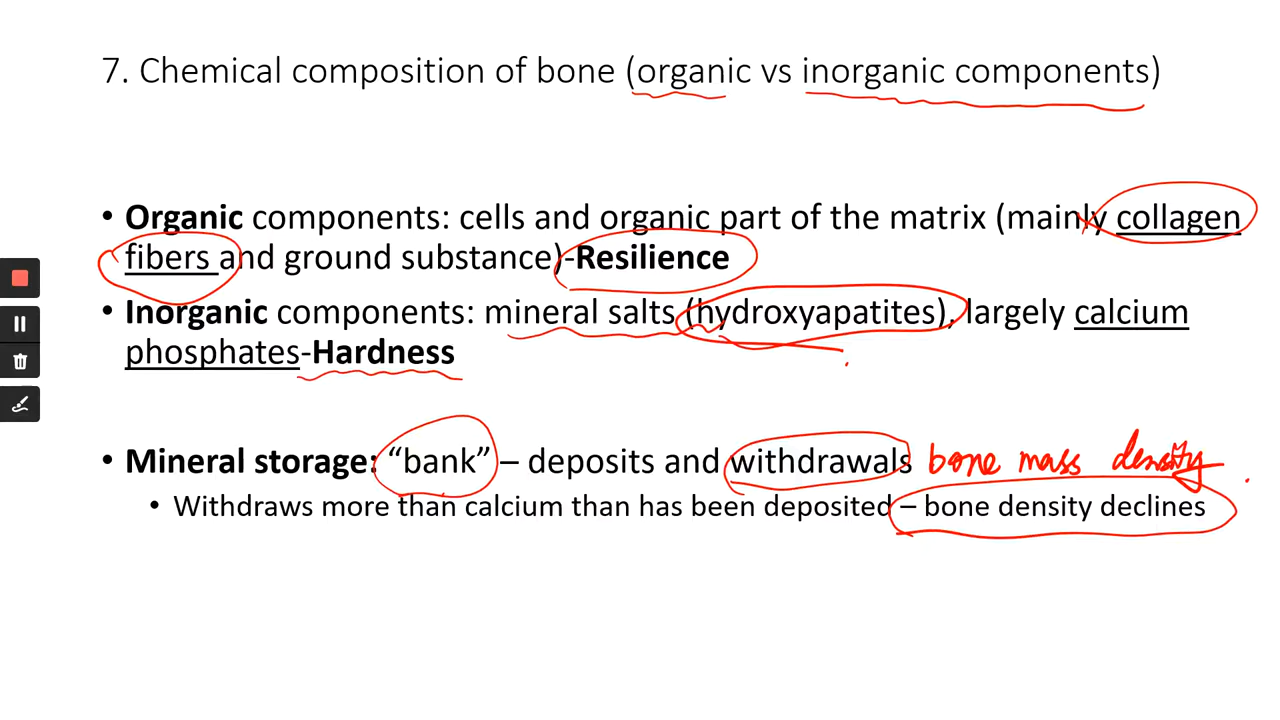 7. Chemical composition of bone (organic vs inorganic components)
• Organic components: cells and organic part of the matrix (mainly collagen
fibers and ground substance)-Resilience
• Inorganic components: mineral salts (hydroxyapatites), largely calcium
phosphates-Hardness
• Mineral storage: “bank” – deposits and withdrawals bone mass density
• Withdraws more than calcium than has been deposited – bone density declines